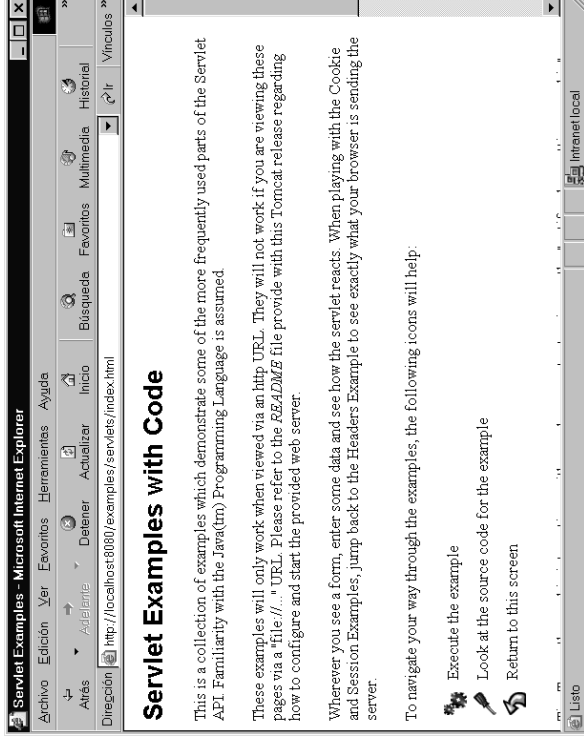 Servlet Examples - Microsoft Internet Explorer
Archivo Edición Ver Favoritos Herramientas Ayuda
Atrás Adelante Detener Actualizar Inicio Búsqueda Favoritos Multimedia Historial
Dirección http://localhost:8080/examples/servlets/index.html Ir Vínculos
Servlet Examples with Code
This is a collection of examples which demonstrate some of the more frequently used parts of the Servlet
API. Familiarity with the Java(tm) Programming Language is assumed.
These examples will only work when viewed via an http URL. They will not work if you are viewing these
pages via a "file://..." URL. Please refer to the README file provide with this Tomcat release regarding
how to configure and start the provided web server.
Wherever you see a form, enter some data and see how the servlet reacts. When playing with the Cookie
and Session Examples, jump back to the Headers Example to see exactly what your browser is sending the
server.
To navigate your way through the examples, the following icons will help:
Execute the example
Look at the source code for the example
Return to this screen
Listo Intranet local